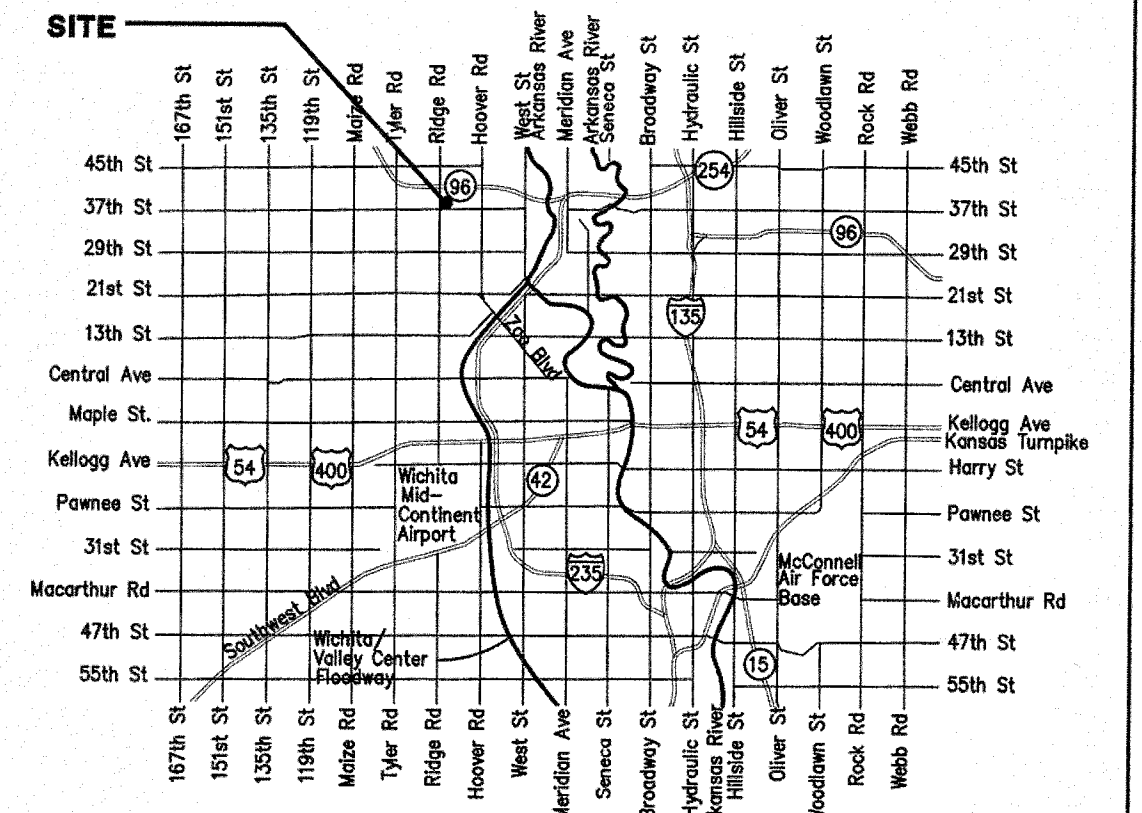 SITE
167th St
151st St
135th St
119th St
Maize Rd
Tyler Rd
Ridge Rd
Hoover Rd
West St
Arkansas River
Meridian Ave
Arkansas River
Seneca St
Broadway St
Hydraulic St
Hillside St
Oliver St
Woodlawn St
Rock Rd
Webb Rd
45th St
254
45th St
96
37th St
37th St
96
29th St
29th St
21st St
21st St
135
13th St
Zoo Blvd
13th St
Central Ave
Central Ave
Maple St.
54
400
Kellogg Ave
Kansas Turnpike
Kellogg Ave
54
400
Harry St
Wichita
Mid-
Continent
Airport
42
Pawnee St
Pawnee St
31st St
31st St
235
McConnell
Air Force
Base
Macarthur Rd
Macarthur Rd
Southwest Blvd
47th St
Wichita/
Valley Center
Floodway
47th St
55th St
15
55th St
167th St
151st St
135th St
119th St
Maize Rd
Tyler Rd
Ridge Rd
Hoover Rd
West St
Meridian Ave
Seneca St
Broadway St
Hydraulic St
kansas River
Hillside St
Oliver St
Woodlawn St
Rock Rd
Webb Rd